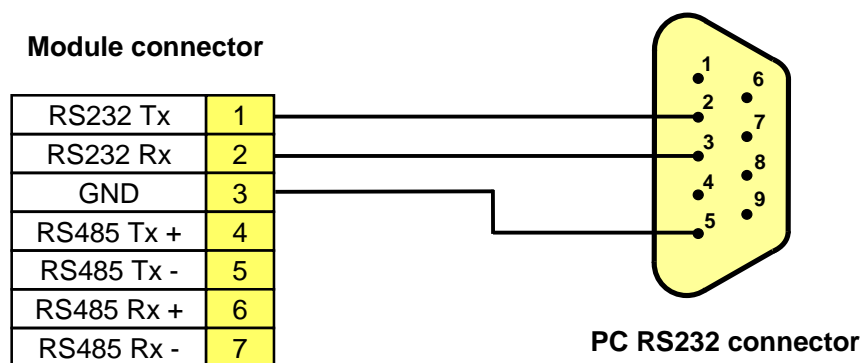 Module connector
RS232 Tx 1
RS232 Rx 2
GND 3
RS485 Tx + 4
RS485 Tx - 5
RS485 Rx + 6
RS485 Rx - 7
1
6
2
7
3
8
4
9
5
PC RS232 connector